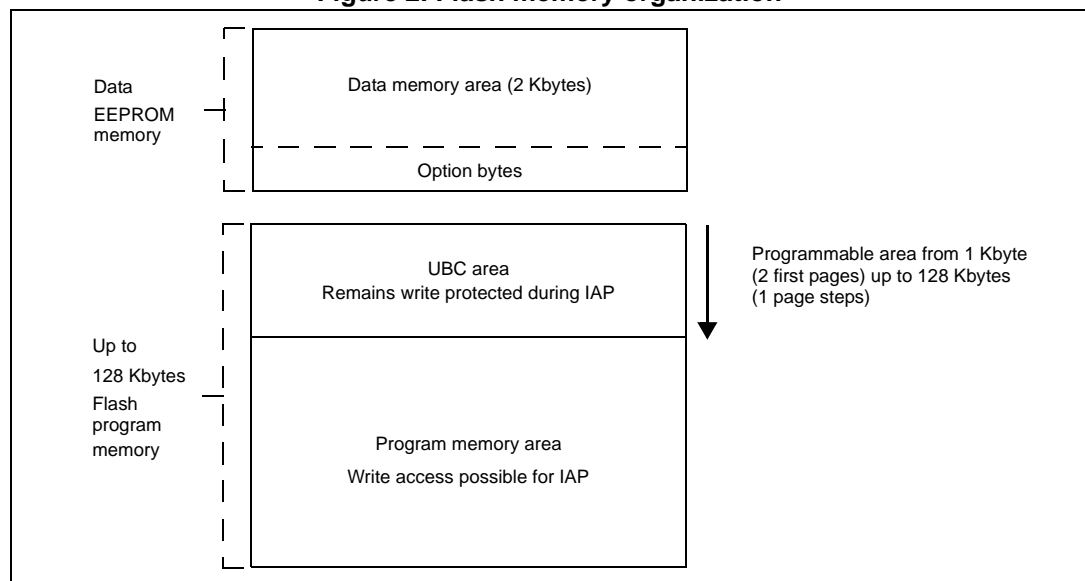 Figure 2. Flash memory organization
Data
EEPROM
memory
Data memory area (2 Kbytes)
Option bytes
UBC area
Remains write protected during IAP
Programmable area from 1 Kbyte
(2 first pages) up to 128 Kbytes
(1 page steps)
Up to
128 Kbytes
Flash
program
memory
Program memory area
Write access possible for IAP